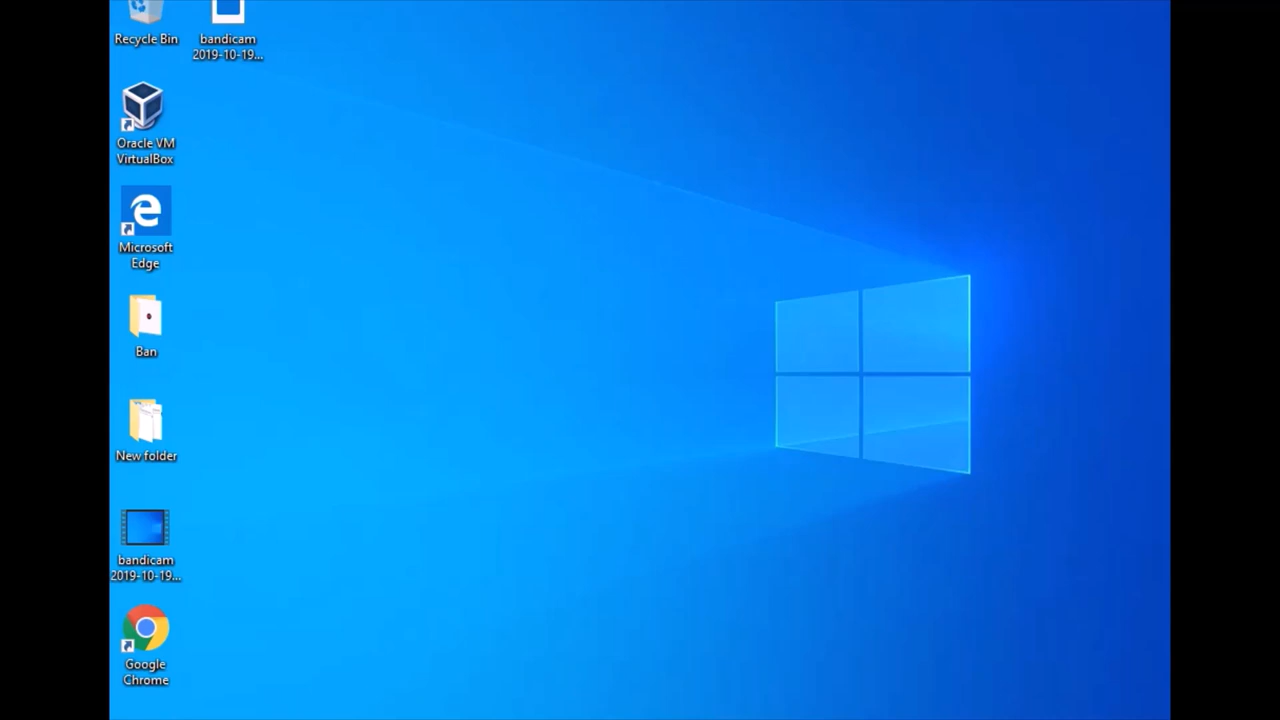 Recycle Bin
bandicam
2019-10-19...
Oracle VM
VirtualBox
Microsoft
Edge
Ban
New folder
bandicam
2019-10-19...
Google
Chrome